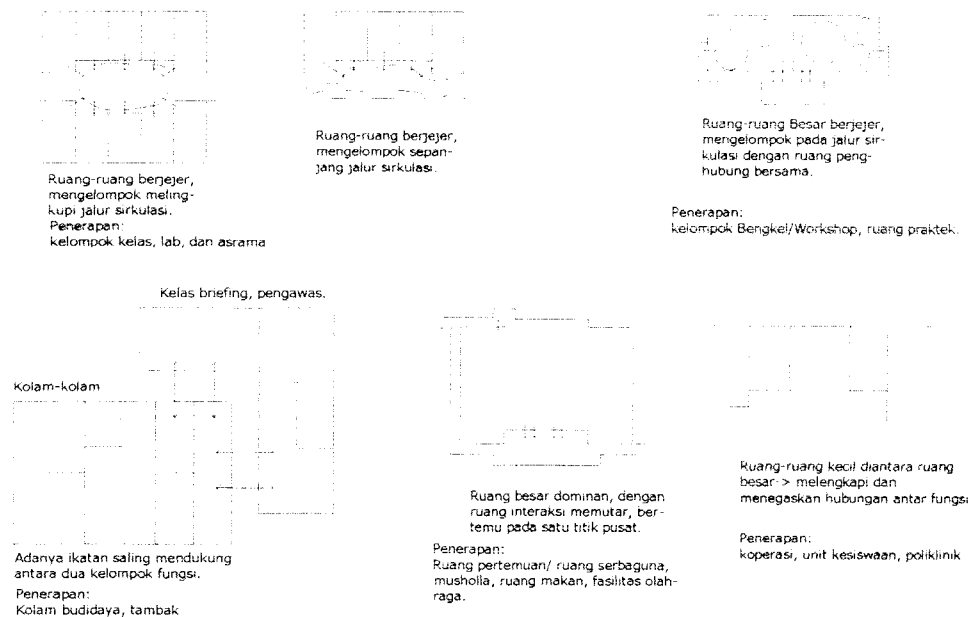 Ruang-ruang berjejer,
mengelompok meling-
kupi jalur sirkulasi.
Penerapan:
kelompok kelas, lab, dan asrama
Ruang-ruang berjejer,
mengelompok sepan-
jang jalur sirkulasi.
Ruang-ruang Besar berjejer,
mengelompok pada jalur sir-
kulasi dengan ruang peng-
hubung bersama.
Penerapan:
kelompok Bengkel/Workshop, ruang praktek.
Kelas briefing, pengawas.
Kolam-kolam
Adanya ikatan saling mendukung
antara dua kelompok fungsi.
Penerapan:
Kolam budidaya, tambak
Ruang besar dominan, dengan
ruang interaksi memutar, ber-
temu pada satu titik pusat.
Penerapan:
Ruang pertemuan/ ruang serbaguna,
musholla, ruang makan, fasilitas olah-
raga.
Ruang-ruang kecil diantara ruang
besar-> melengkapi dan
menegaskan hubungan antar fungsi
Penerapan:
koperasi, unit kesiswaan, poliklinik